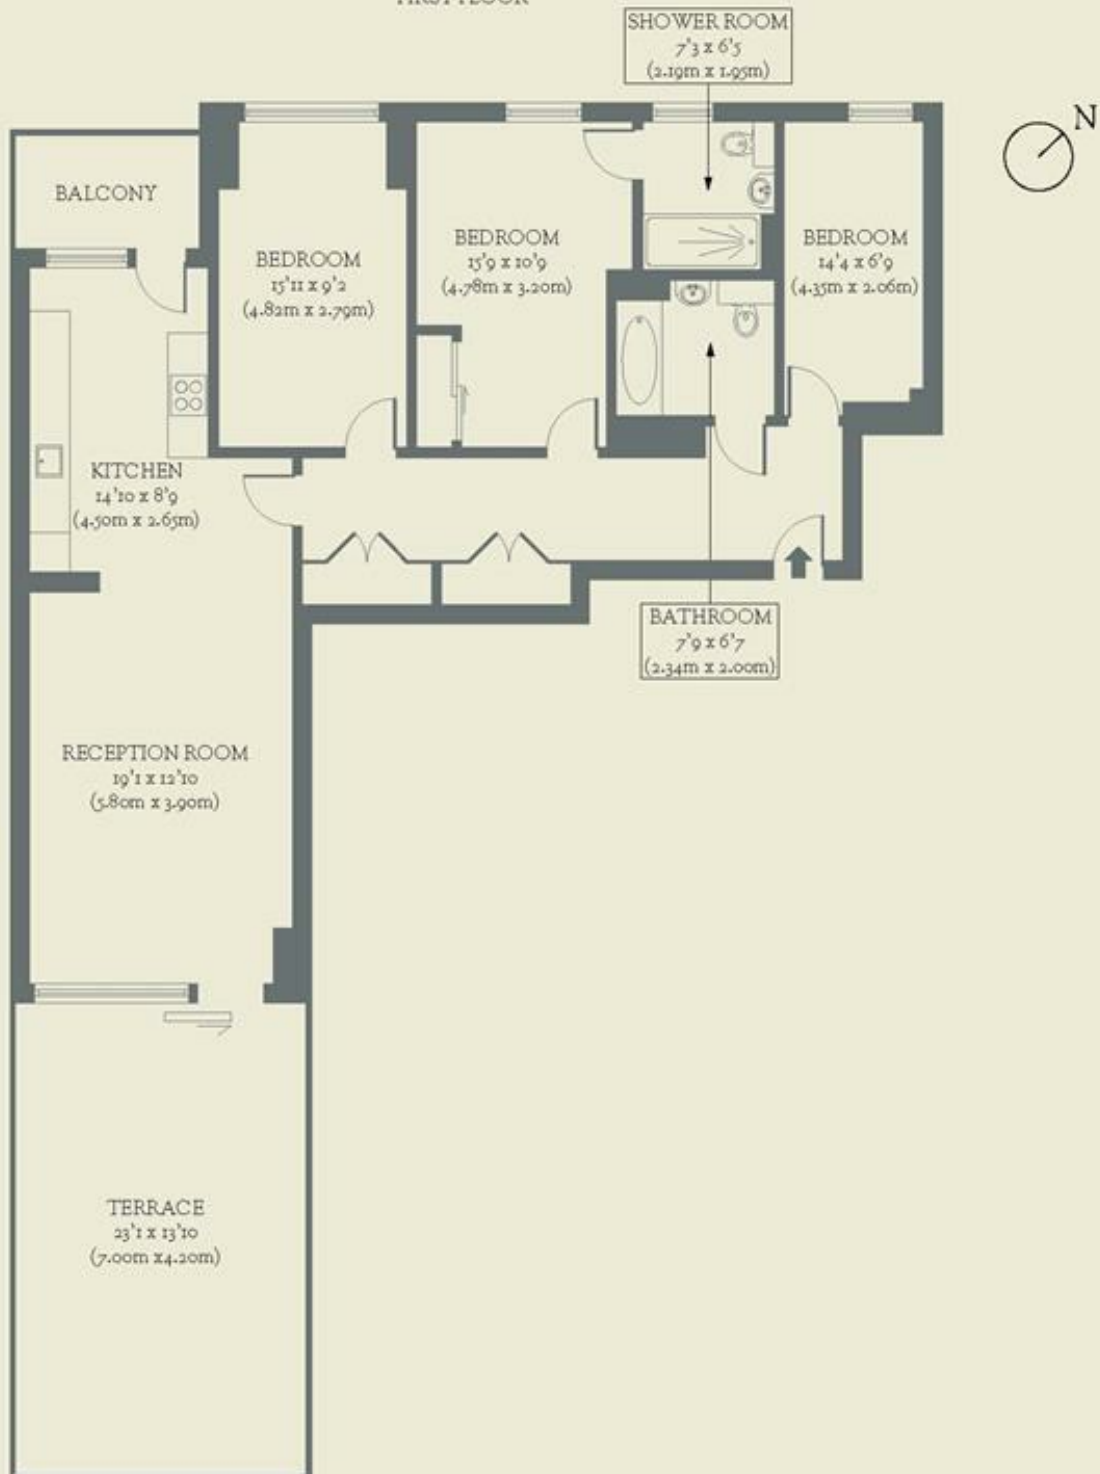 FIRST FLOOR
SHOWER ROOM
7'3 x 6'5
(2.19m x 1.95m)
N
BALCONY
BEDROOM
15'11 x 9'2
(4.82m x 2.79m)
BEDROOM
15'9 x 10'9
(4.78m x 3.20m)
BEDROOM
14'4 x 6'9
(4.35m x 2.06m)
KITCHEN
14'10 x 8'9
(4.50m x 2.65m)
BATHROOM
7'9 x 6'7
(2.34m x 2.00m)
RECEPTION ROOM
19'1 x 12'10
(5.80m x 3.90m)
TERRACE
23'1 x 13'10
(7.00m x4.20m)